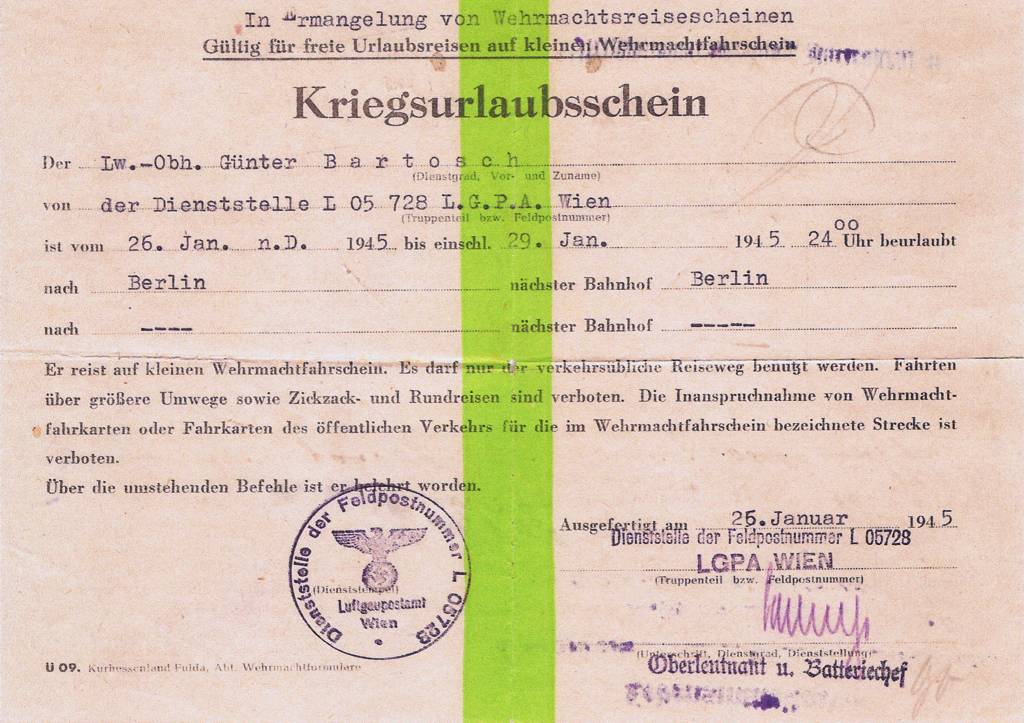 In Ermangelung von Wehrmachtsreisescheinen
Gültig für freie Urlaubsreisen auf kleinen Wehrmachtfahrschein
Kriegsurlaubsschein
Der Lw.-Obh. Günter Bartosch
(Dienstgrad, Vor- und Zuname)
von der Dienststelle L 05 728 L.G.P.A. Wien
(Truppenteil bzw. Feldpostnummer)
ist vom 26. Jan. n.D. 1945 bis einschl. 29. Jan. 1945 24 00 Uhr beurlaubt
nach Berlin nächster Bahnhof Berlin
nach ---- nächster Bahnhof -----
Er reist auf kleinen Wehrmachtfahrschein. Es darf nur der verkehrsübliche Reiseweg benutzt werden. Fahrten
über größere Umwege sowie Zickzack- und Rundreisen sind verboten. Die Inanspruchnahme von Wehrmacht-
fahrkarten oder Fahrkarten des öffentlichen Verkehrs für die im Wehrmachtfahrschein bezeichnete Strecke ist
verboten.
Über die umstehenden Befehle ist er belehrt worden.
Ausgefertigt am 25. Januar 1945
Dienststelle der Feldpostnummer L 05728
LGPA WIEN
(Truppenteil bzw. Feldpostnummer)
Dienststelle der Feldpostnummer L 05728
(Dienststempel)
Luftgaupostamt
Wien
(Unterschrift, Dienstgrad, Dienststellung)
Oberleutnant u. Batteriechef
Ü 09. Kurhessenland Fulda, Abt. Wehrmachtformulare